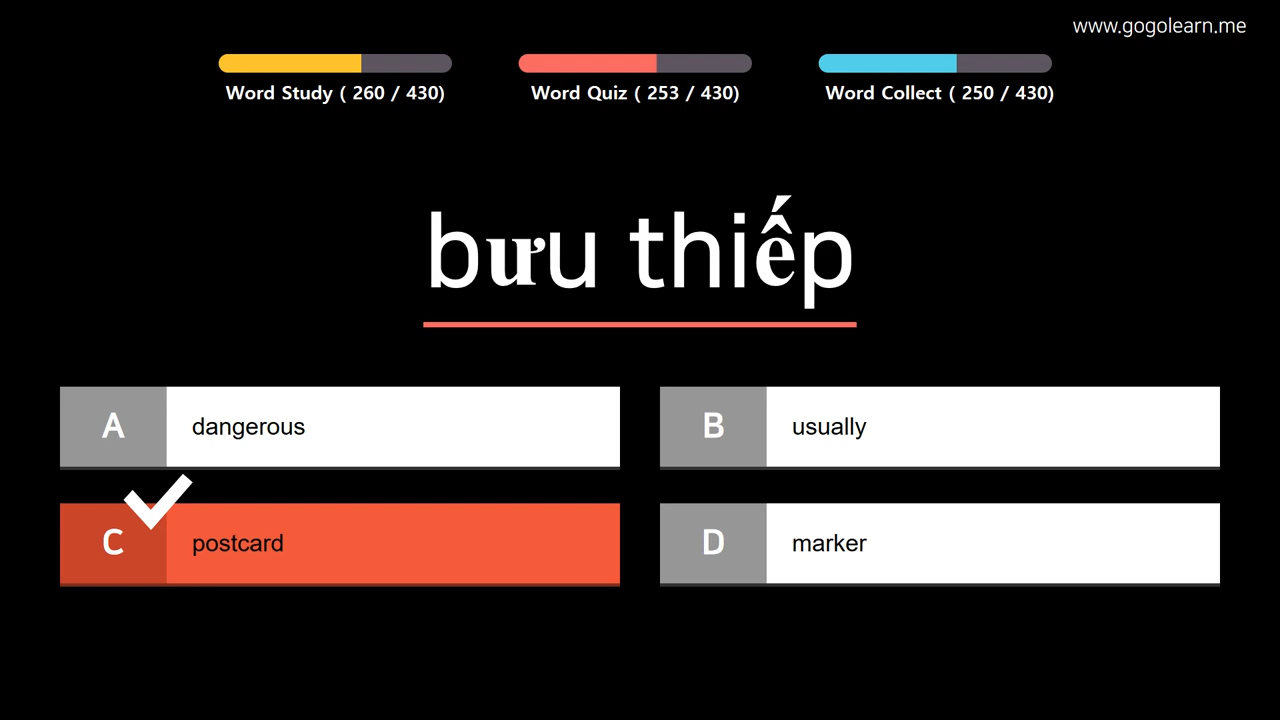 www.gogolearn.me
Word Study ( 260 / 430)
Word Quiz ( 253 / 430)
Word Collect ( 250 / 430)
bưu thiếp
A dangerous
B usually
C postcard
D marker